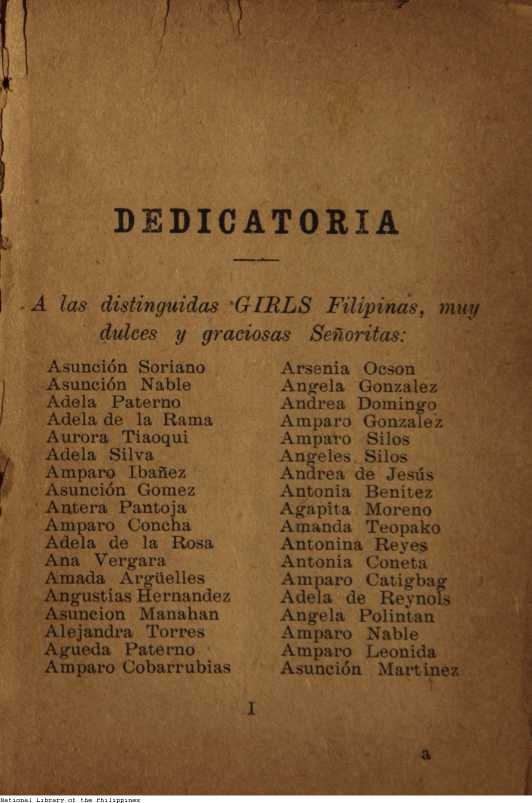 DEDICATORIA
A las distinguidas GIRLS Filipinas, muy
dulces y graciosas Señoritas:
Asunción Soriano
Asunción Nable
Adela Paterno
Adela de la Rama
Aurora Tiaoqui
Adela Silva
Amparo Ibañez
Asunción Gomez
Antera Pantoja
Amparo Concha
Adela de la Rosa
Ana Vergara
Amada Argüelles
Angustias Hernandez
Asuncion Manahan
Alejandra Torres
Agueda Paterno
Amparo Cobarrubias
Arsenia Ocson
Angela Gonzalez
Andrea Domingo
Amparo Gonzalez
Amparo Silos
Angeles Silos
Andrea de Jesús
Antonia Benitez
Agapita Moreno
Amanda Teopako
Antonina Reyes
Antonia Coneta
Amparo Catigbag
Adela de Reynols
Angela Polintan
Amparo Nable
Amparo Leonida
Asunción Martinez
I
a
National Library of the Philippines